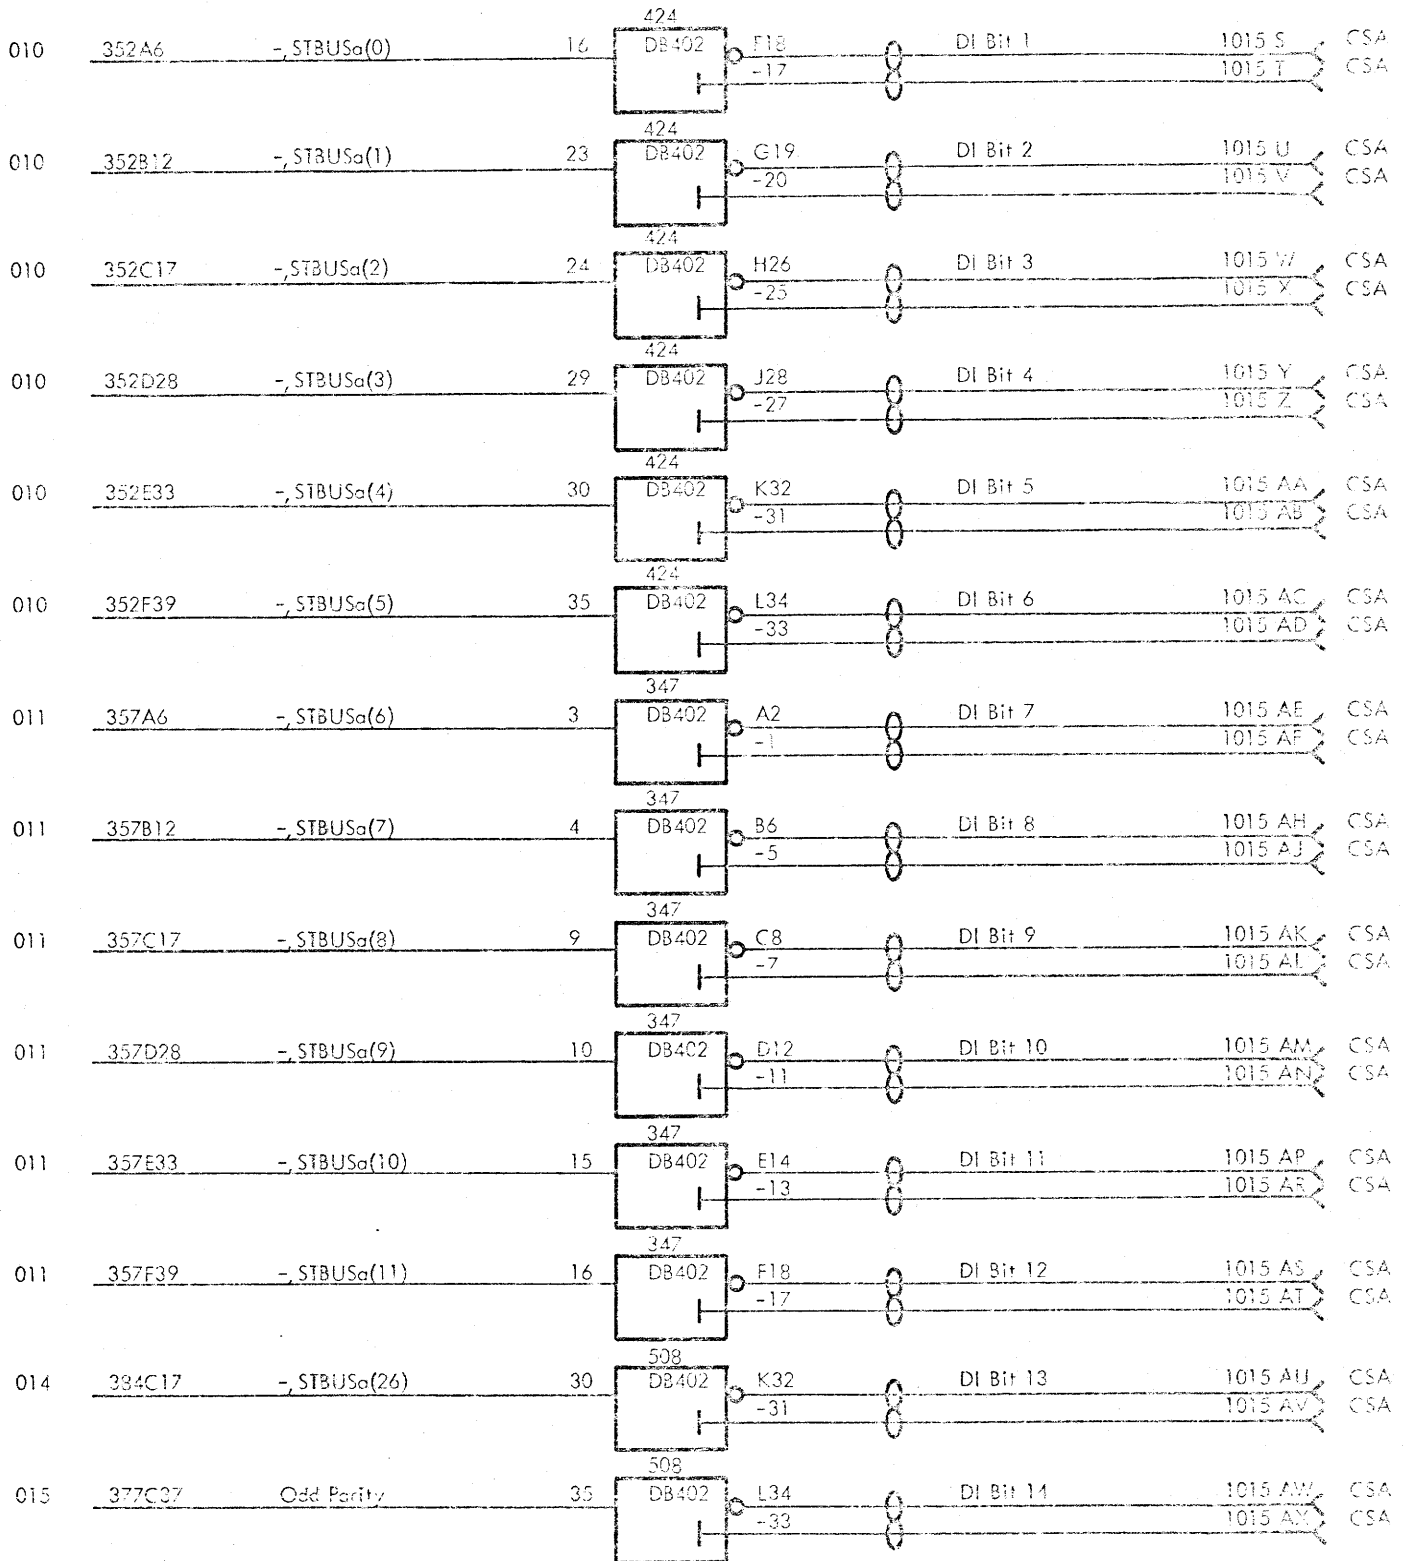 424
010 352A6 -,STBUSa(0) 16 DB402 F18 DI Bit 1 1015 S CSA
-17 1015 T CSA
424
010 352B12 -,STBUSa(1) 23 DB402 G19 DI Bit 2 1015 U CSA
-20 1015 V CSA
424
010 352C17 -,STBUSa(2) 24 DB402 H26 DI Bit 3 1015 W CSA
-25 1015 X CSA
424
010 352D28 -,STBUSa(3) 29 DB402 J28 DI Bit 4 1015 Y CSA
-27 1015 Z CSA
424
010 352E33 -,STBUSa(4) 30 DB402 K32 DI Bit 5 1015 AA CSA
-31 1015 AB CSA
424
010 352F39 -,STBUSa(5) 35 DB402 L34 DI Bit 6 1015 AC CSA
-33 1015 AD CSA
347
011 357A6 -,STBUSa(6) 3 DB402 A2 DI Bit 7 1015 AE CSA
-1 1015 AF CSA
347
011 357B12 -,STBUSa(7) 4 DB402 B6 DI Bit 8 1015 AH CSA
-5 1015 AJ CSA
347
011 357C17 -,STBUSa(8) 9 DB402 C8 DI Bit 9 1015 AK CSA
-7 1015 AL CSA
347
011 357D28 -,STBUSa(9) 10 DB402 D12 DI Bit 10 1015 AM CSA
-11 1015 AN CSA
347
011 357E33 -,STBUSa(10) 15 DB402 E14 DI Bit 11 1015 AP CSA
-13 1015 AR CSA
347
011 357F39 -,STBUSa(11) 16 DB402 F18 DI Bit 12 1015 AS CSA
-17 1015 AT CSA
508
014 384C17 -,STBUSa(26) 30 DB402 K32 DI Bit 13 1015 AU CSA
-31 1015 AV CSA
508
015 377C37 Odd Parity 35 DB402 L34 DI Bit 14 1015 AW CSA
-33 1015 AX CSA